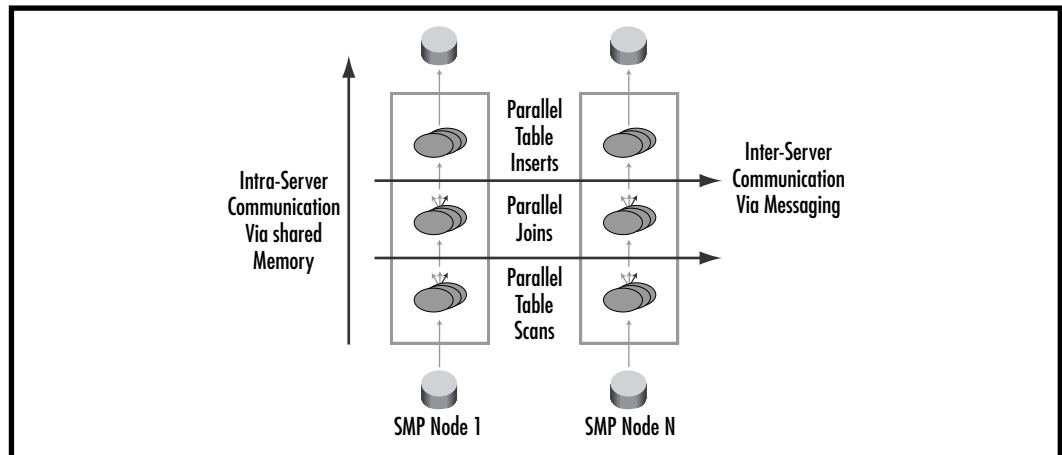 Parallel
Table
Inserts
Intra-Server
Communication
Via shared
Memory
Parallel
Joins
Inter-Server
Communication
Via Messaging
Parallel
Table
Scans
SMP Node 1
SMP Node N